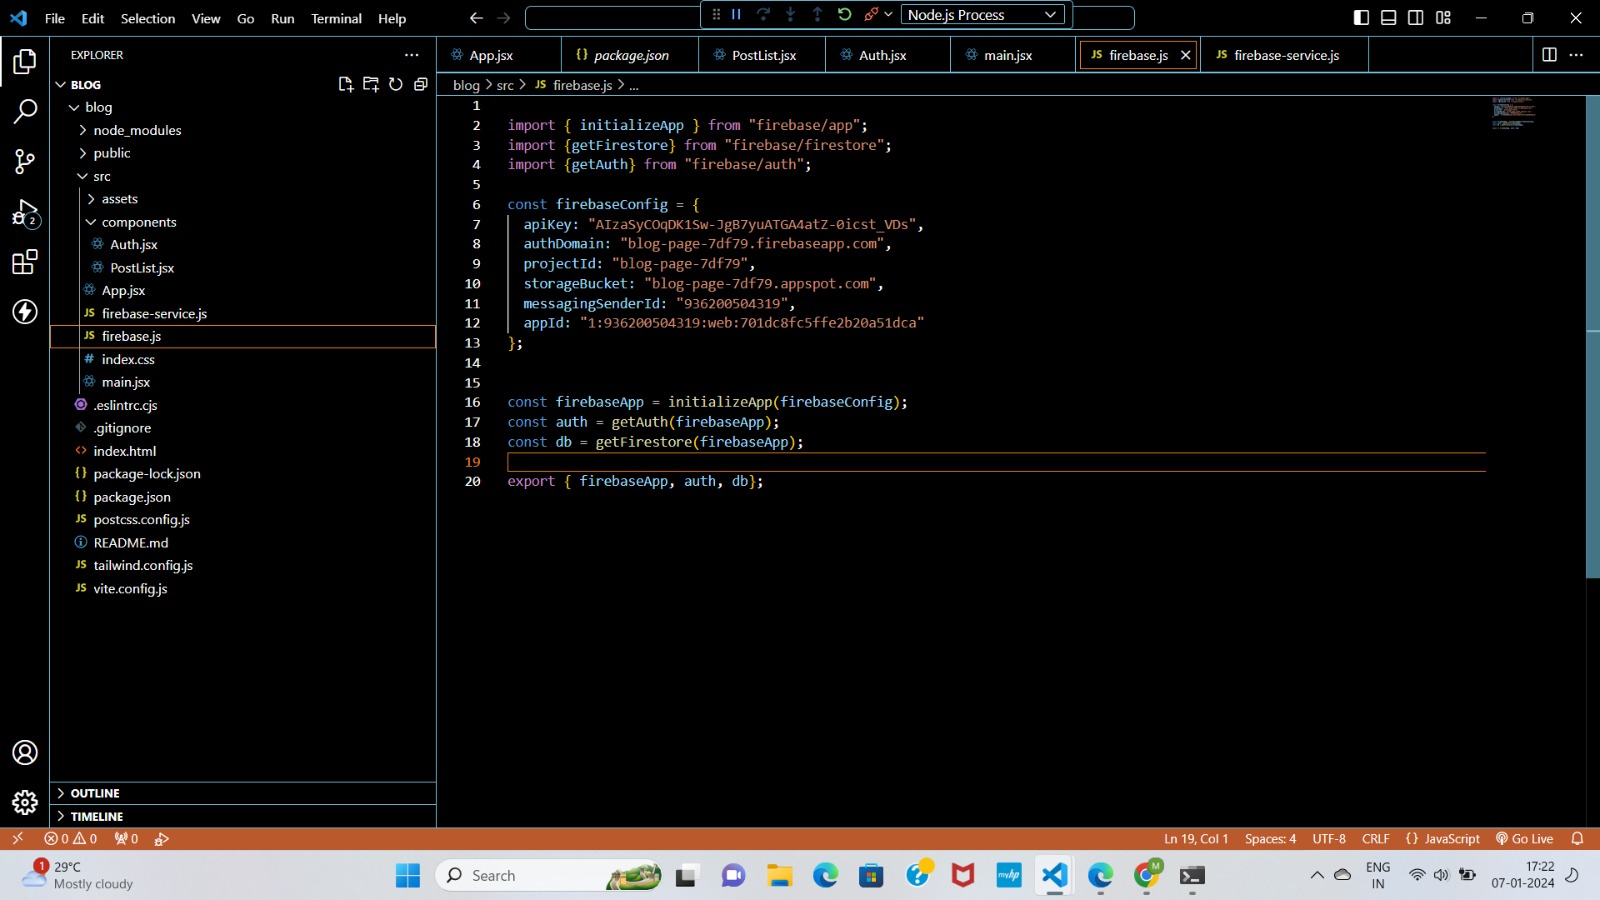 File Edit Selection View Go Run Terminal Help
Node.js Process
EXPLORER
App.jsx
package.json
PostList.jsx
Auth.jsx
main.jsx
JS firebase.js
JS firebase-service.js
BLOG
blog > src > JS firebase.js > ...
blog
node_modules
public
src
assets
components
Auth.jsx
PostList.jsx
App.jsx
JS firebase-service.js
JS firebase.js
# index.css
main.jsx
.eslintrc.cjs
.gitignore
<> index.html
{} package-lock.json
{} package.json
JS postcss.config.js
README.md
JS tailwind.config.js
JS vite.config.js
OUTLINE
TIMELINE
2
1
2 import { initializeApp } from "firebase/app";
3 import {getFirestore} from "firebase/firestore";
4 import {getAuth} from "firebase/auth";
5
6 const firebaseConfig = {
7 apiKey: "AIzaSyCOqDK1Sw-JgB7yuATGA4atZ-0icst_VDs",
8 authDomain: "blog-page-7df79.firebaseapp.com",
9 projectId: "blog-page-7df79",
10 storageBucket: "blog-page-7df79.appspot.com",
11 messagingSenderId: "936200504319",
12 appId: "1:936200504319:web:701dc8fc5ffe2b20a51dca"
13 };
14
15
16 const firebaseApp = initializeApp(firebaseConfig);
17 const auth = getAuth(firebaseApp);
18 const db = getFirestore(firebaseApp);
19
20 export { firebaseApp, auth, db};
0 0 0
Ln 19, Col 1 Spaces: 4 UTF-8 CRLF {} JavaScript Go Live
1
29°C
Mostly cloudy
Search
myhp
M
ENG
IN
17:22
07-01-2024